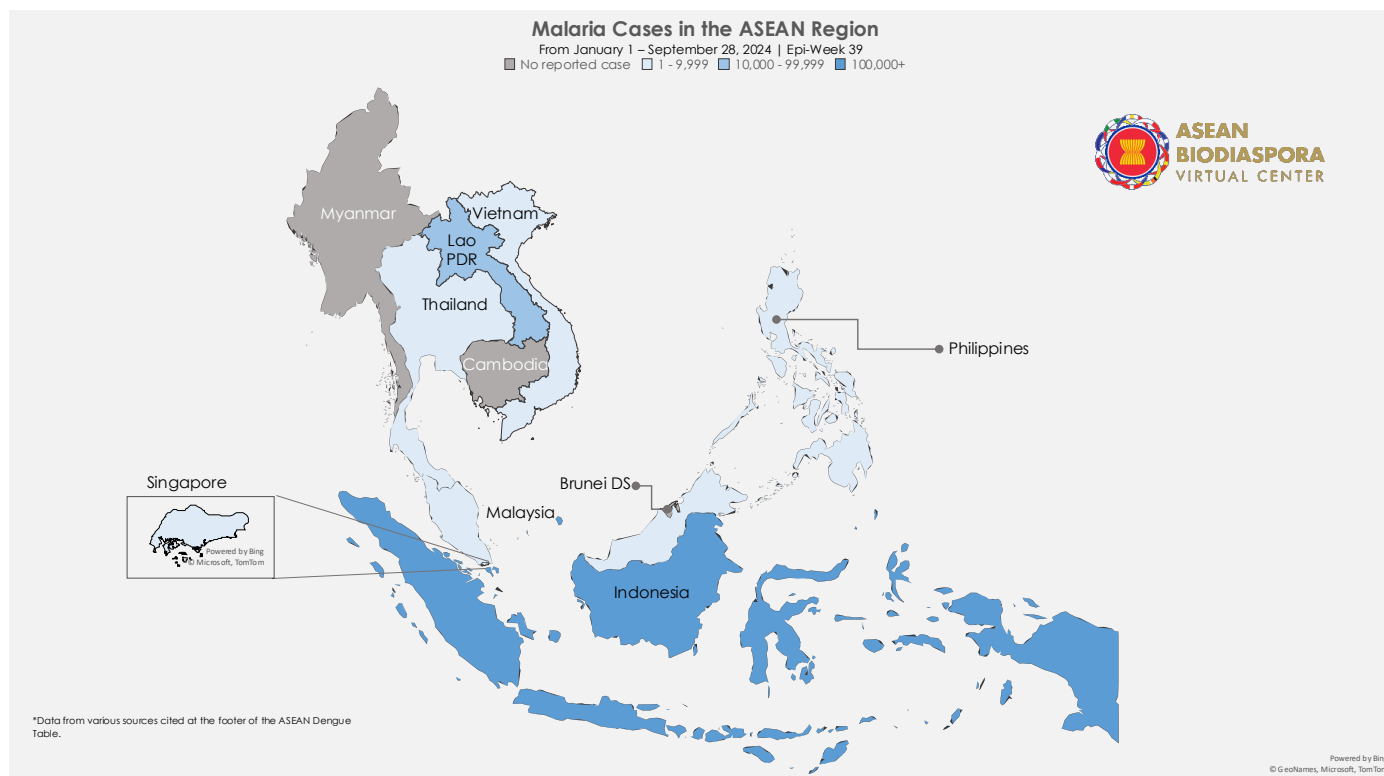 Malaria Cases in the ASEAN Region
From January 1 – September 28, 2024 | Epi-Week 39
No reported case 1 - 9,999 10,000 - 99,999 100,000+
ASEAN
BIODIASPORA
VIRTUAL CENTER
Myanmar
Vietnam
Lao
PDR
Thailand
Cambodia
Philippines
Singapore
Brunei DS
Malaysia
Powered by Bing
© Microsoft, TomTom
Indonesia
*Data from various sources cited at the footer of the ASEAN Dengue
Table.
Powered by Bing
© GeoNames, Microsoft, TomTom